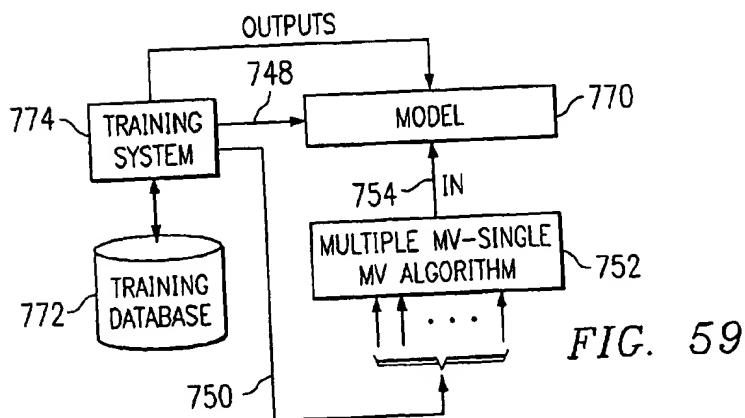 OUTPUTS
748
774
TRAINING
SYSTEM
MODEL
770
754
IN
MULTIPLE MV-SINGLE
MV ALGORITHM
752
772
TRAINING
DATABASE
. . .
750
FIG. 59